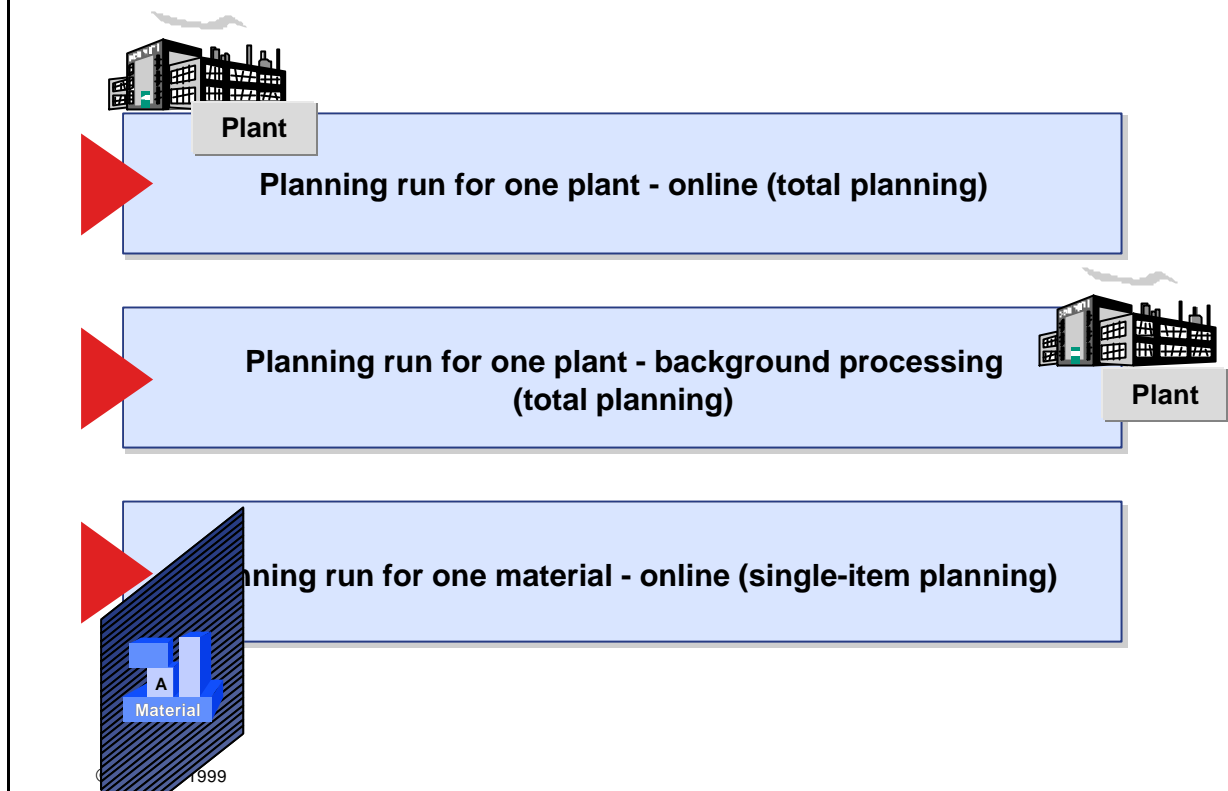 Plant
Planning run for one plant - online (total planning)
Planning run for one plant - background processing
(total planning)
Plant
nning run for one material - online (single-item planning)
A
Material
1999